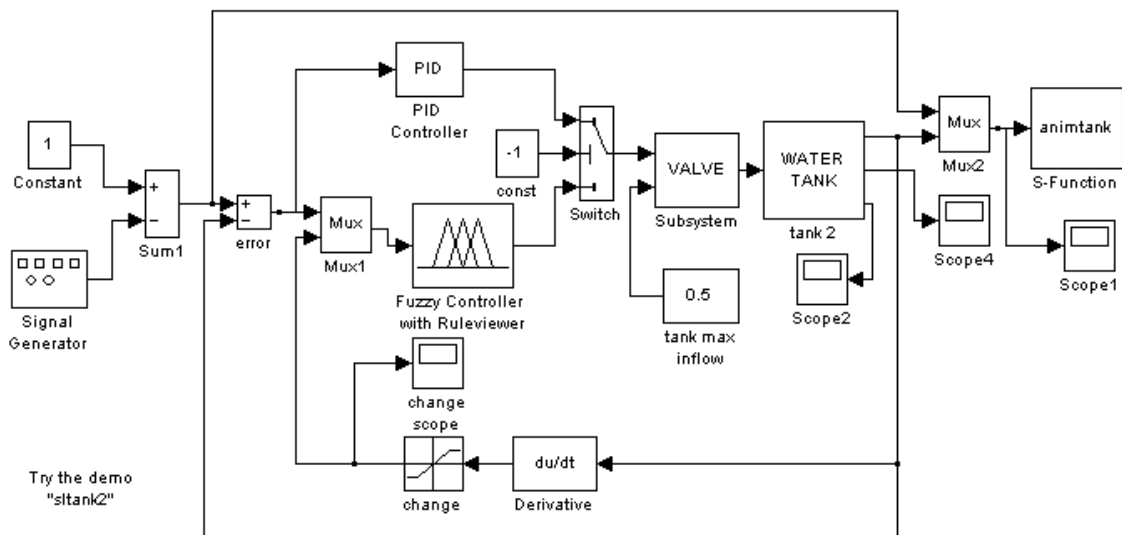 PID
PID
Controller
1
Constant
+
−
Sum1
Signal
Generator
+
−
error
Mux
Mux1
Fuzzy Controller
with Ruleviewer
-1
const
Switch
VALVE
Subsystem
WATER
TANK
tank 2
Mux
Mux2
animtank
S-Function
Scope4
Scope1
Scope2
0.5
tank max
inflow
change
scope
change
du/dt
Derivative
Try the demo
"sltank2"